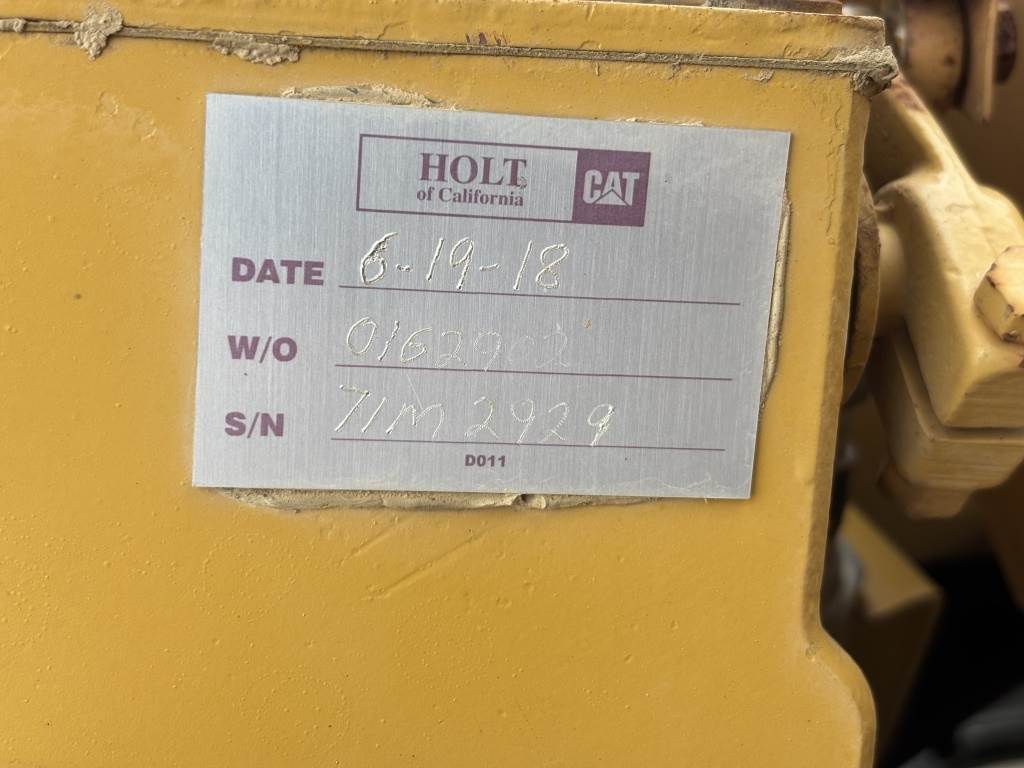 HOLT CAT
of California
DATE 6-19-18
W/O 0162902
S/N 71M2929
D011